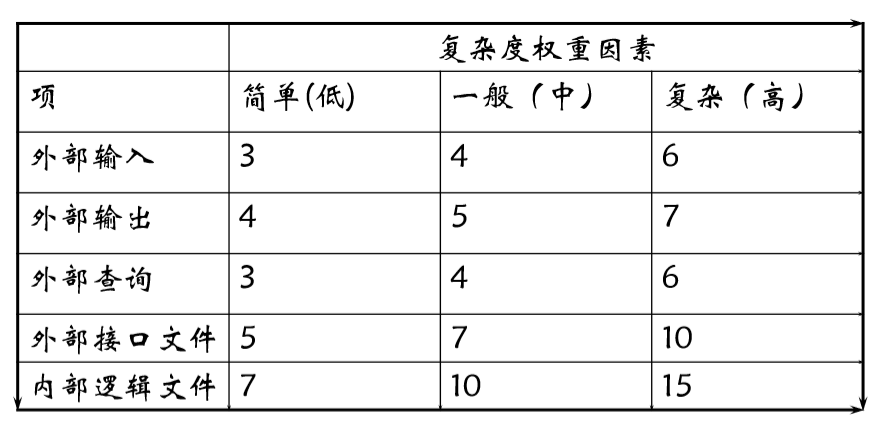 复杂度权重因素
项 简单(低) 一般（中） 复杂（高）
外部输入 3 4 6
外部输出 4 5 7
外部查询 3 4 6
外部接口文件 5 7 10
内部逻辑文件 7 10 15